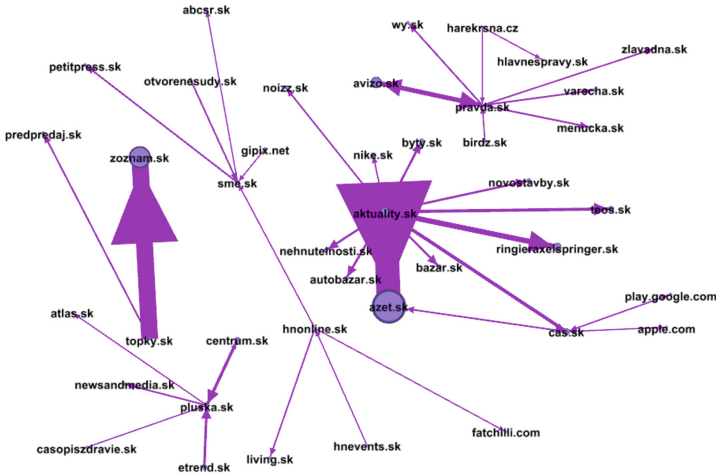 abcsr.sk
wy.sk
harekrsna.cz
zlavadna.sk
hlavnespravy.sk
petitpress.sk
otvorenesudy.sk
noizz.sk
avizo.sk
varecha.sk
pravda.sk
menucka.sk
predpredaj.sk
zoznam.sk
gipix.net
nike.sk
byty.sk
birdz.sk
sme.sk
novostavby.sk
aktuality.sk
teos.sk
nehnutelnosti.sk
ringieraxelspringer.sk
autobazar.sk
bazar.sk
azet.sk
play.google.com
atlas.sk
topky.sk
centrum.sk
hnonline.sk
cas.sk
apple.com
newsandmedia.sk
pluska.sk
casopiszdravie.sk
etrend.sk
living.sk
hnevents.sk
fatchilli.com